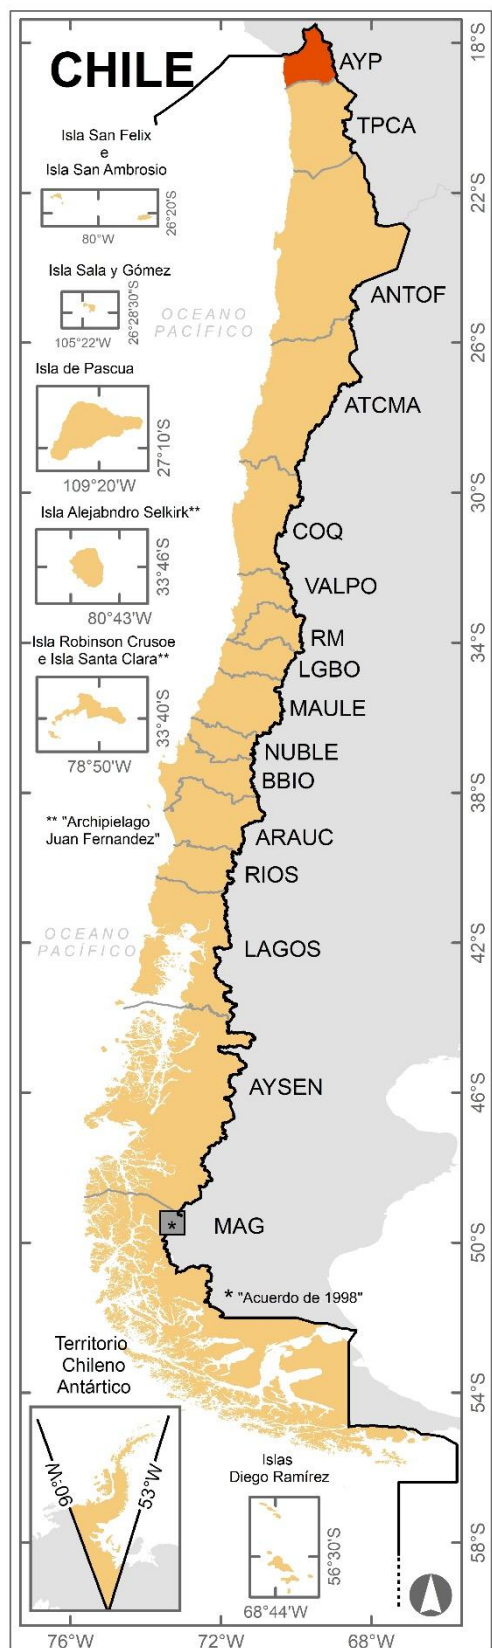 CHILE
18°S
AYP
TPCA
Isla San Felix
e
Isla San Ambrosio
26°20'S
80°W
22°S
Isla Sala y Gómez
26°28'30"S
105°22'W
OCEANO
PACÍFICO
ANTOF
26°S
Isla de Pascua
ATCMA
27°10'S
109°20'W
30°S
Isla Alejabndro Selkirk**
COQ
33°46'S
80°43'W
VALPO
Isla Robinson Crusoe
e Isla Santa Clara**
RM
34°S
LGBO
33°40'S
MAULE
78°50'W
NUBLE
BBIO
38°S
** "Archipielago
Juan Fernandez"
ARAUC
RIOS
OCEANO
PACÍFICO
LAGOS
42°S
AYSEN
46°S
*
MAG
50°S
* "Acuerdo de 1998"
Territorio
Chileno
Antártico
54°S
90°W
53°W
Islas
Diego Ramírez
56°30'S
68°44'W
58°S
76°W
72°W
68°W